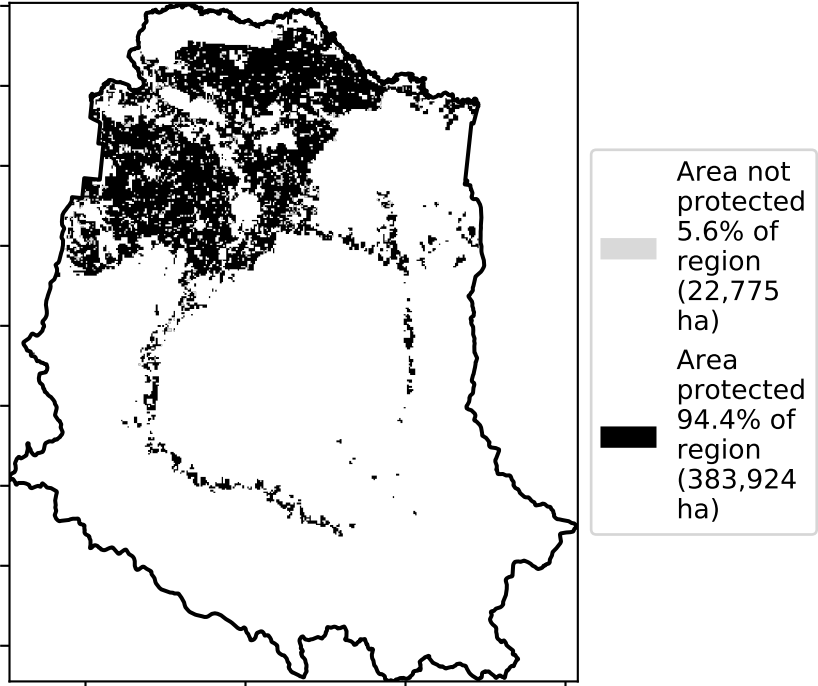 Area not
protected
5.6% of
region
(22,775
ha)
Area
protected
94.4% of
region
(383,924
ha)